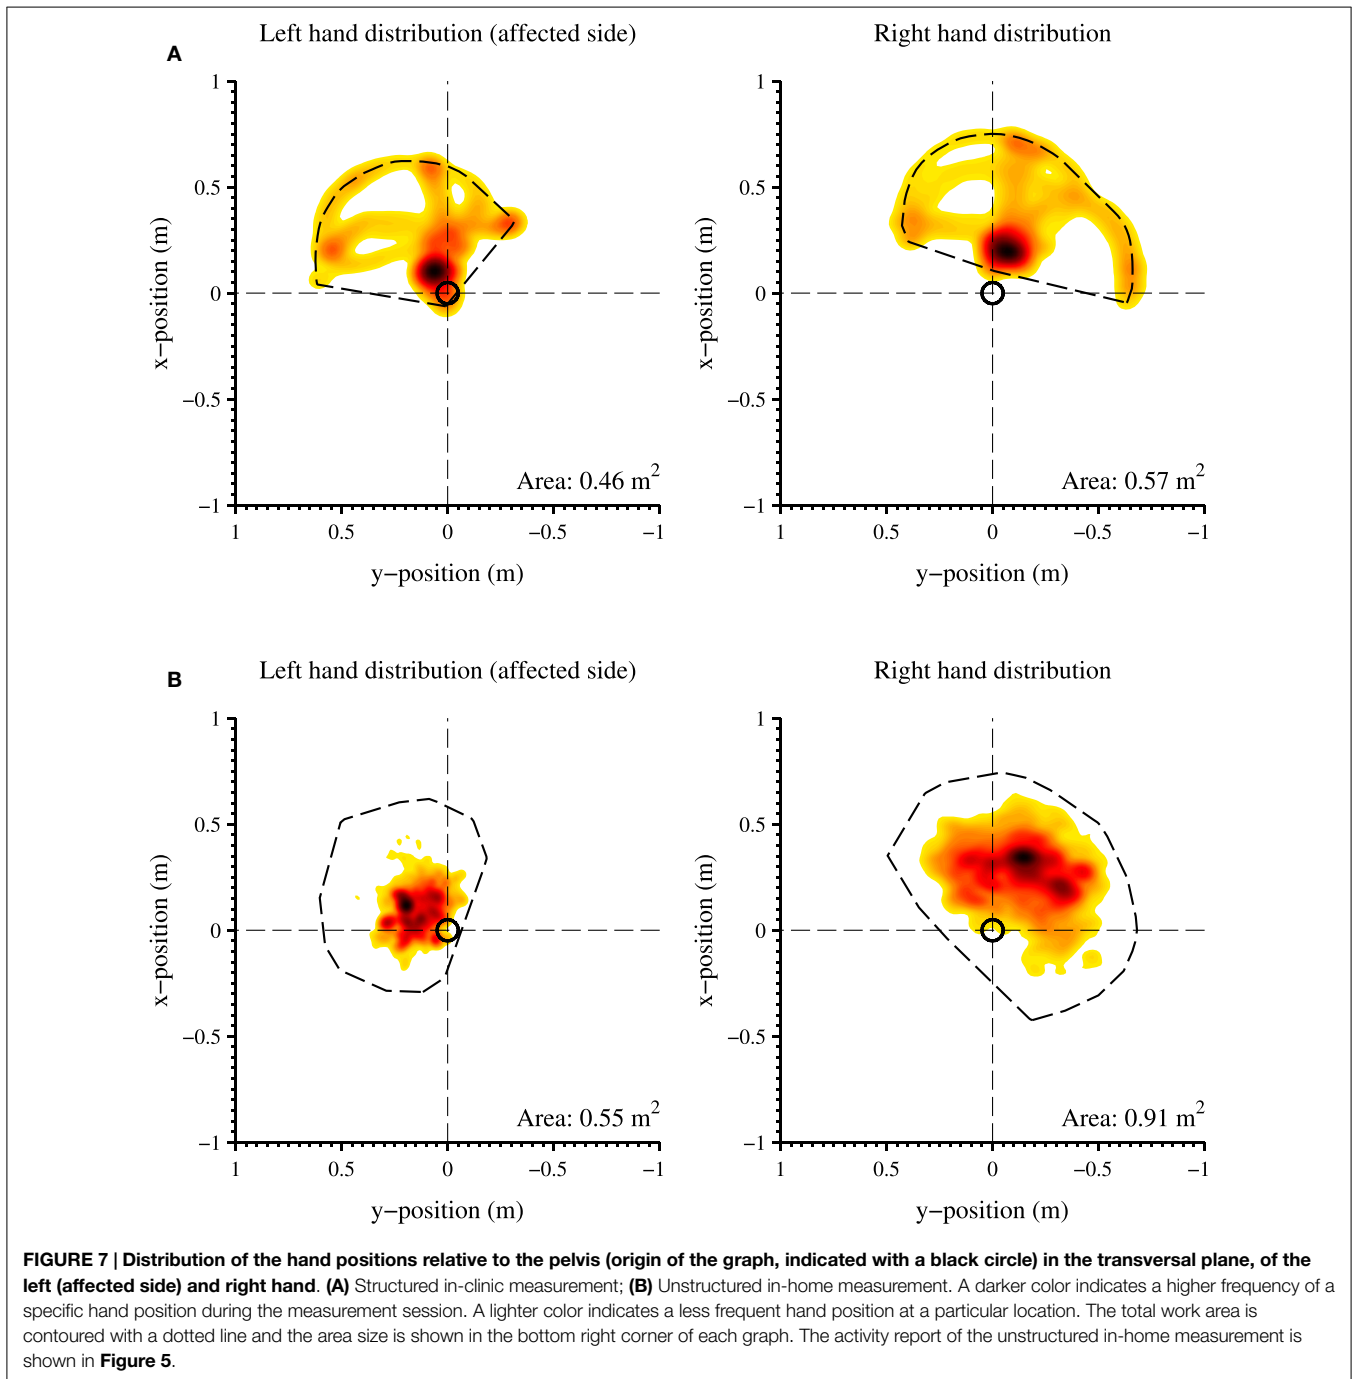 Left hand distribution (affected side)
Right hand distribution
A
1
0.5
0
−0.5
−1
x−position (m)
1
0.5
0
−0.5
−1
y−position (m)
Area: 0.46 m2
1
0.5
0
−0.5
−1
x−position (m)
1
0.5
0
−0.5
−1
y−position (m)
Area: 0.57 m2
B
Left hand distribution (affected side)
Right hand distribution
1
0.5
0
−0.5
−1
x−position (m)
1
0.5
0
−0.5
−1
y−position (m)
Area: 0.55 m2
1
0.5
0
−0.5
−1
x−position (m)
1
0.5
0
−0.5
−1
y−position (m)
Area: 0.91 m2
FIGURE 7 | Distribution of the hand positions relative to the pelvis (origin of the graph, indicated with a black circle) in the transversal plane, of the
left (affected side) and right hand. (A) Structured in-clinic measurement; (B) Unstructured in-home measurement. A darker color indicates a higher frequency of a
specific hand position during the measurement session. A lighter color indicates a less frequent hand position at a particular location. The total work area is
contoured with a dotted line and the area size is shown in the bottom right corner of each graph. The activity report of the unstructured in-home measurement is
shown in Figure 5.